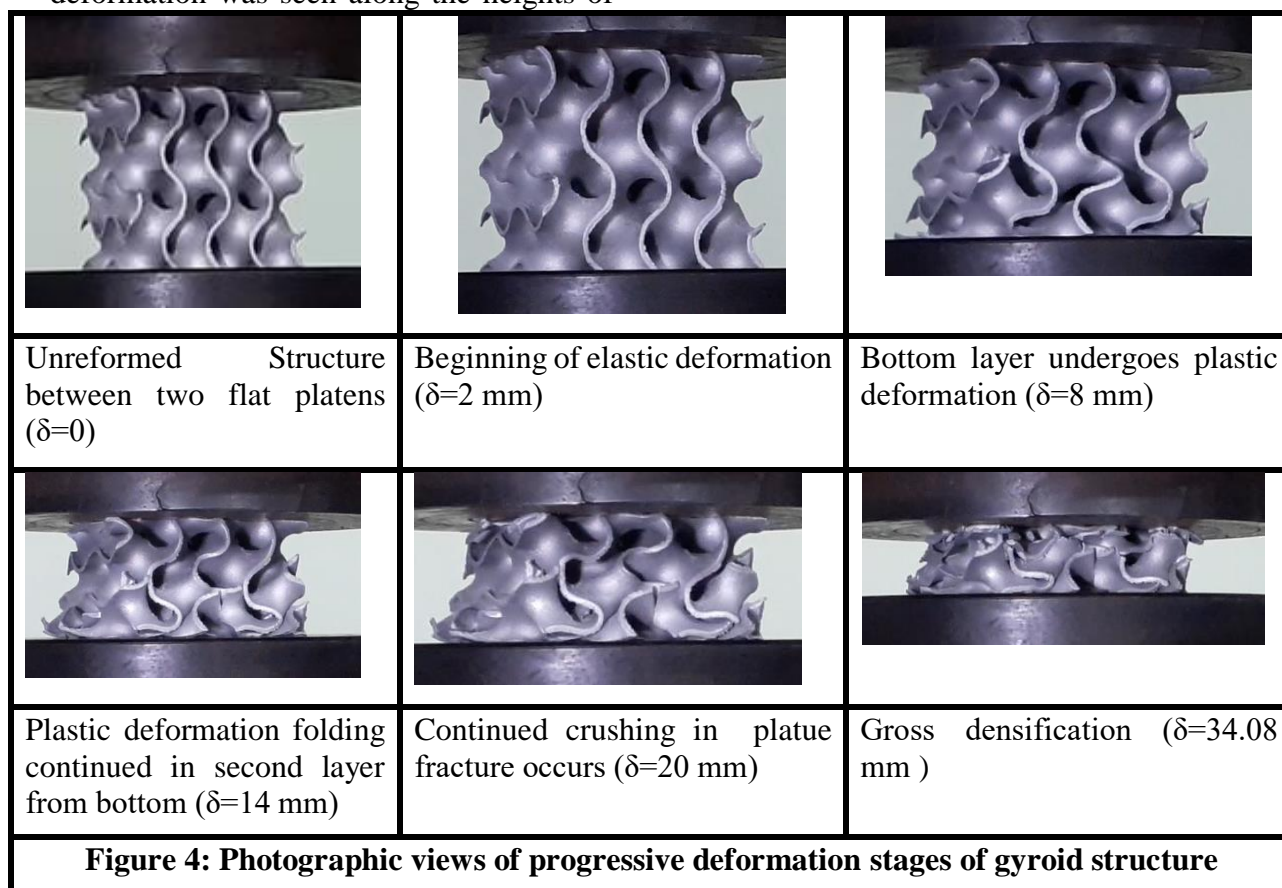 deformation was seen along the heights of
Unreformed Structure
between two flat platens
(δ=0)
Beginning of elastic deformation
(δ=2 mm)
Bottom layer undergoes plastic
deformation (δ=8 mm)
Plastic deformation folding
continued in second layer
from bottom (δ=14 mm)
Continued crushing in platue
fracture occurs (δ=20 mm)
Gross densification (δ=34.08
mm )
Figure 4: Photographic views of progressive deformation stages of gyroid structure